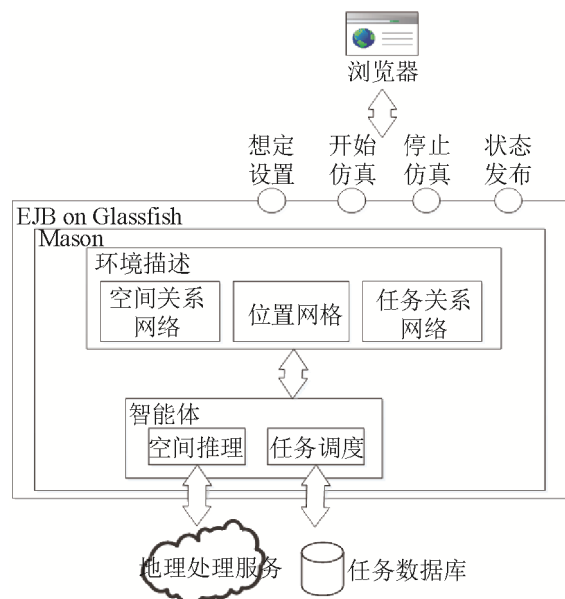 浏览器
想定 开始 停止 状态
设置 仿真 仿真 发布
EJB on Glassfish
Mason
环境描述
空间关系
网络
位置网格
任务关系
网络
智能体
空间推理
任务调度
地理处理服务
任务数据库